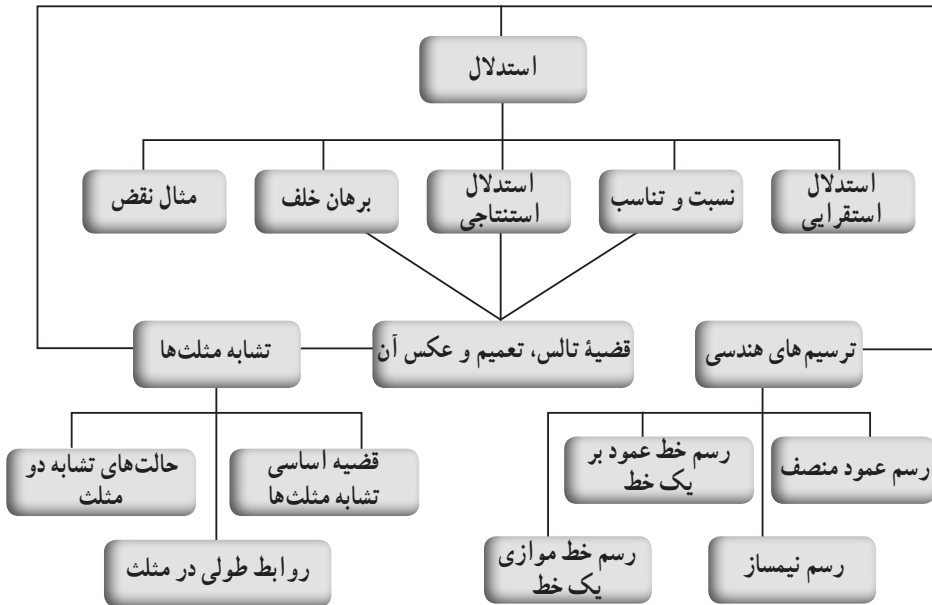 استدلال
استدلال
استقرایی
نسبت و تناسب
استدلال
استنتاجی
برهان خلف
مثال نقض
ترسیم‌های هندسی
قضیهٔ تالس، تعمیم و عکس آن
تشابه مثلث‌ها
رسم عمود منصف
رسم خط عمود بر
یک خط
قضیه اساسی
تشابه مثلث‌ها
حالت‌های تشابه دو
مثلث
رسم نیمساز
رسم خط موازی
یک خط
روابط طولی در مثلث